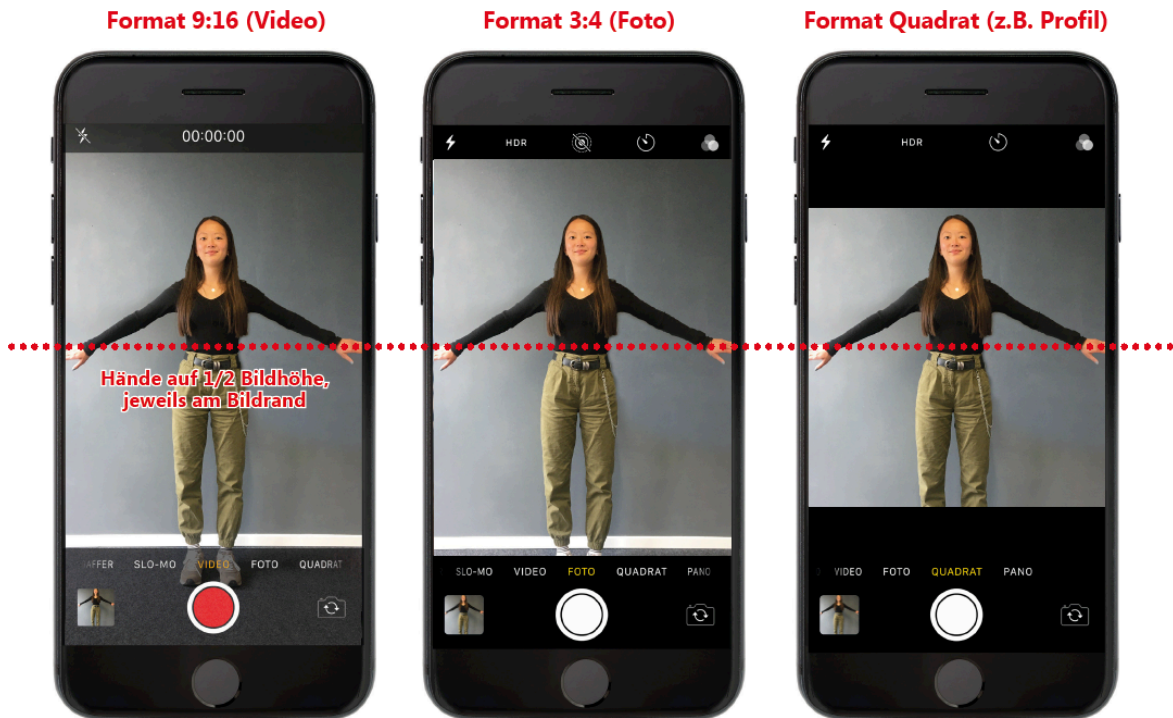 Format 9:16 (Video)
Format 3:4 (Foto)
Format Quadrat (z.B. Profil)
00:00:00
HDR
HDR
Hände auf 1/2 Bildhöhe,
jeweils am Bildrand
AFFER SLO-MO VIDEO FOTO QUADRAT
SLO-MO VIDEO FOTO QUADRAT PANO
VIDEO FOTO QUADRAT PANO